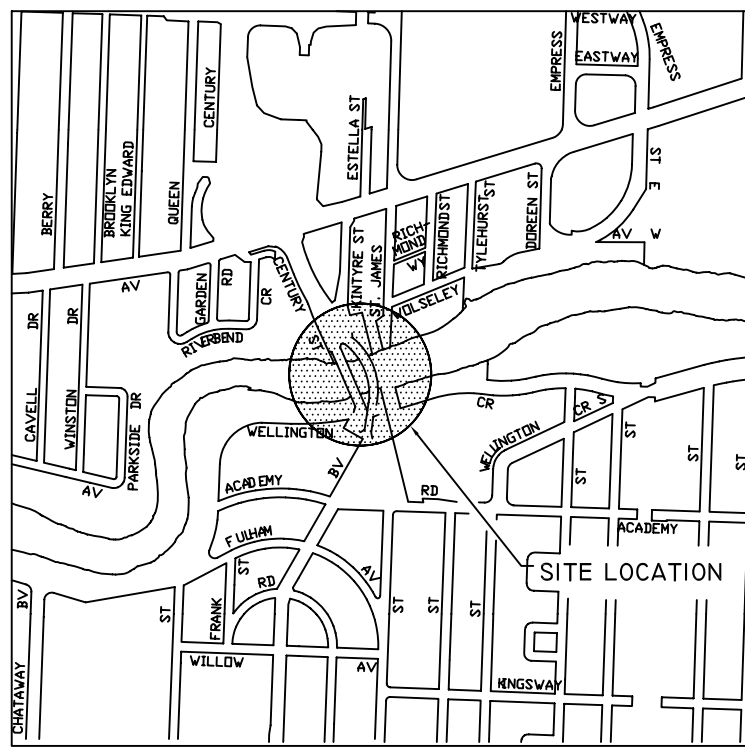 WESTWAY
EASTWAY
EMPRESS
EMPRESS
ST E
AV
W
CENTURY
ESTELLA ST
BERRY
BROOKLYN
KING EDWARD
QUEEN
KINTYRE ST
ST. JAMES
RICH-
MOND
WY
RICHMOND ST
TYLEHURST ST
DOREEN ST
WOLSELEY
AV
GARDEN
RD
CR
CENTURY
ST
RIVERBEND
CAVELL
DR
WINSTON
DR
PARKSIDE DR
AV
WELLINGTON
CR
WELLINGTON
CR S
BV
ACADEMY
RD
ACADEMY
FULHAM
AV
ST
RD
FRANK
ST
WILLOW
AV
ST
ST
ST
ST
ST
ST
KINGSWAY
SITE LOCATION
BV
CHATAWAY